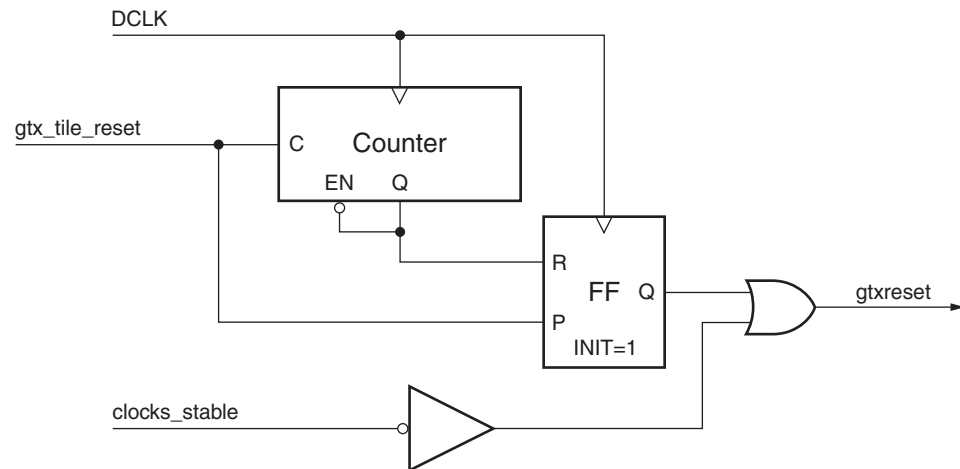 DCLK
gtx_tile_reset
C
Counter
EN
Q
R
FF
Q
gtxreset
P
INIT=1
clocks_stable